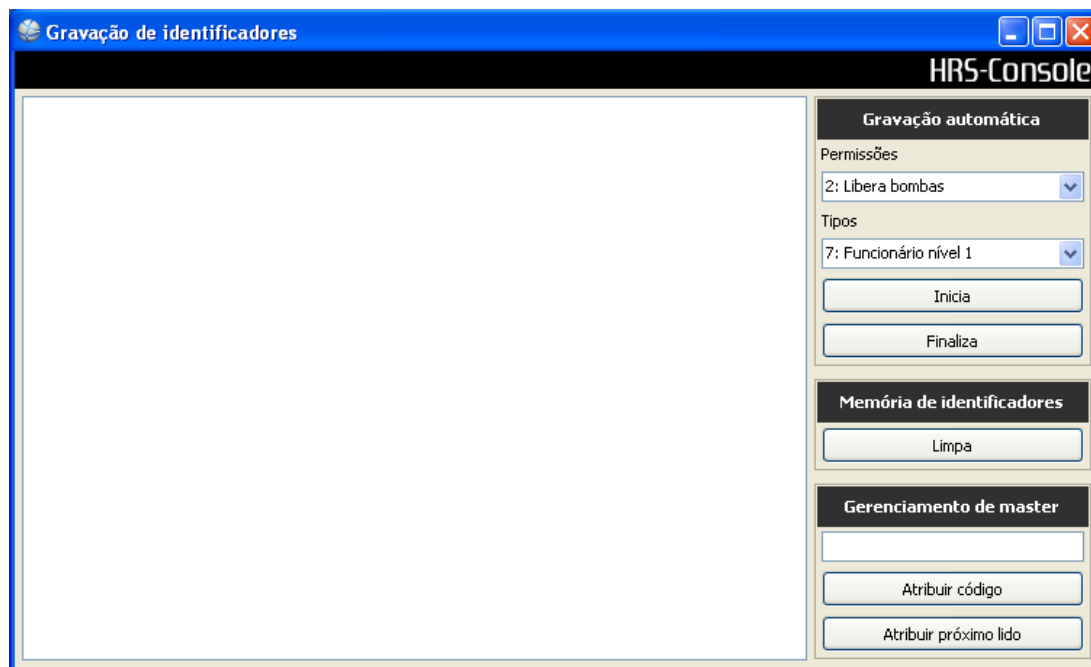 Gravação de identificadores
HRS-Console
Gravação automática
Permissões
2: Libera bombas
Tipos
7: Funcionário nível 1
Inicia
Finaliza
Memória de identificadores
Limpa
Gerenciamento de master
Atribuir código
Atribuir próximo lido